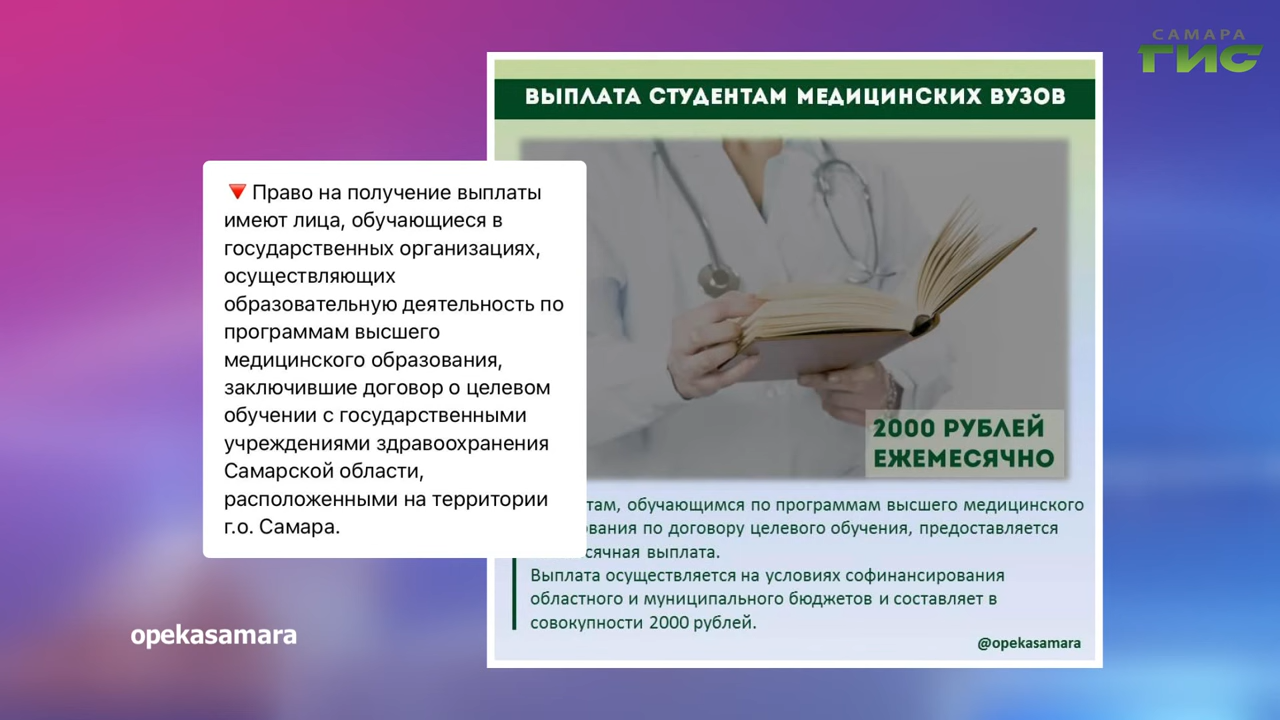 САМАРА
ГИС
ВЫПЛАТА СТУДЕНТАМ МЕДИЦИНСКИХ ВУЗОВ
Право на получение выплаты
имеют лица, обучающиеся в
государственных организациях,
осуществляющих
образовательную деятельность по
программам высшего
медицинского образования,
заключившие договор о целевом
обучении с государственными
учреждениями здравоохранения
Самарской области,
расположенными на территории
г.о. Самара.
2000 РУБЛЕЙ
ЕЖЕМЕСЯЧНО
обучающимся по программам высшего медицинского
по договору целевого обучения, предоставляется
выплата.
Выплата осуществляется на условиях софинансирования
областного и муниципального бюджетов и составляет в
совокупности 2000 рублей.
@opekasamara
opekasamara